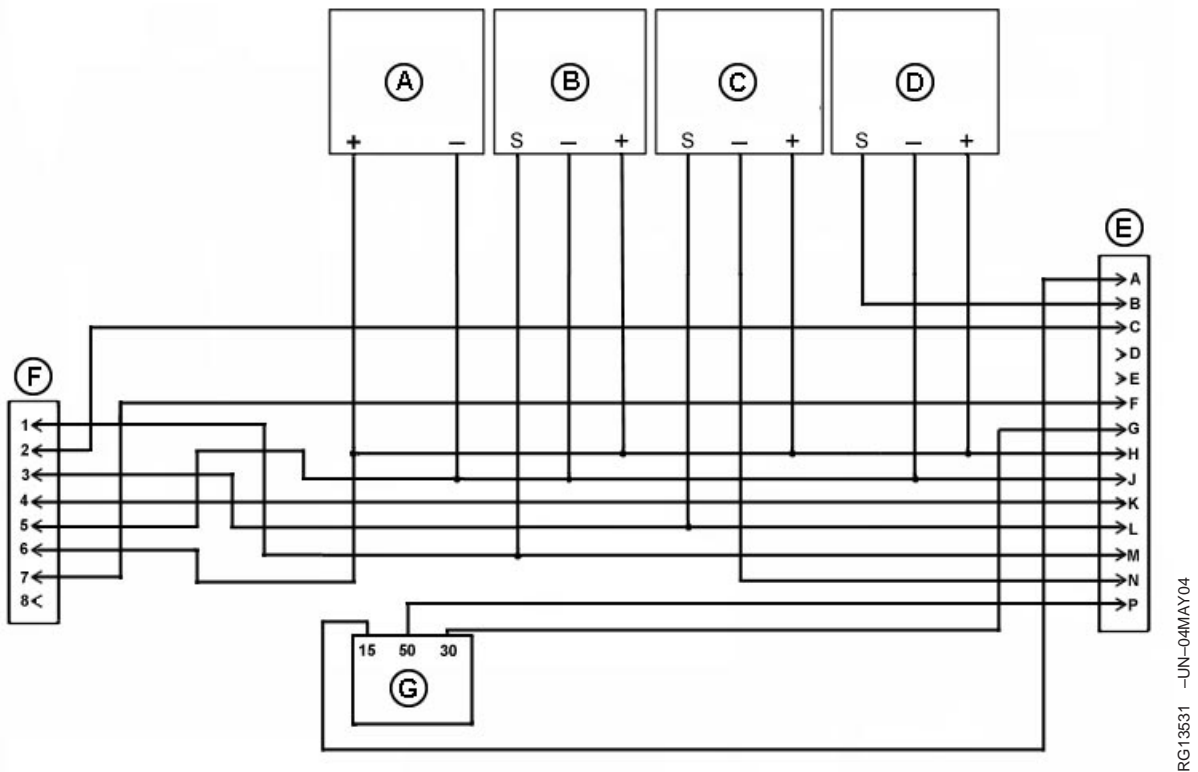 A
B
C
D
+ –
S – +
S – +
S – +
E
A
B
C
D
E
F
G
H
J
K
L
M
N
P
F
1
2
3
4
5
6
7
8
15 50 30
G
RG13531 –UN–04MAY04